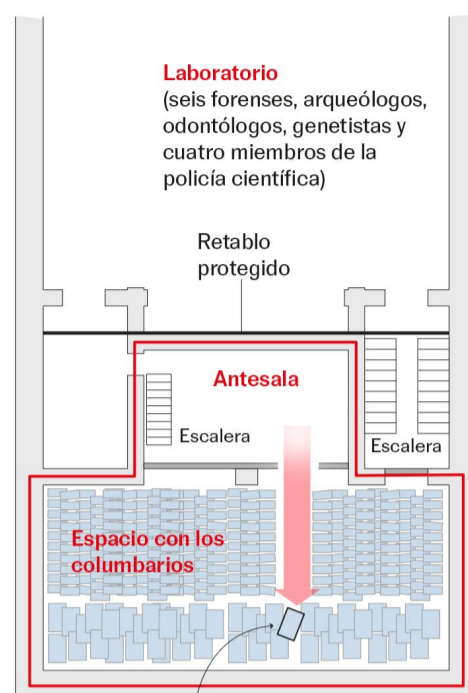 Laboratorio
(seis forenses, arqueólogos,
odontólogos, genetistas y
cuatro miembros de la
policía científica)
Retablo
protegido
Antesala
Escalera
Escalera
Espacio con los
columbarios